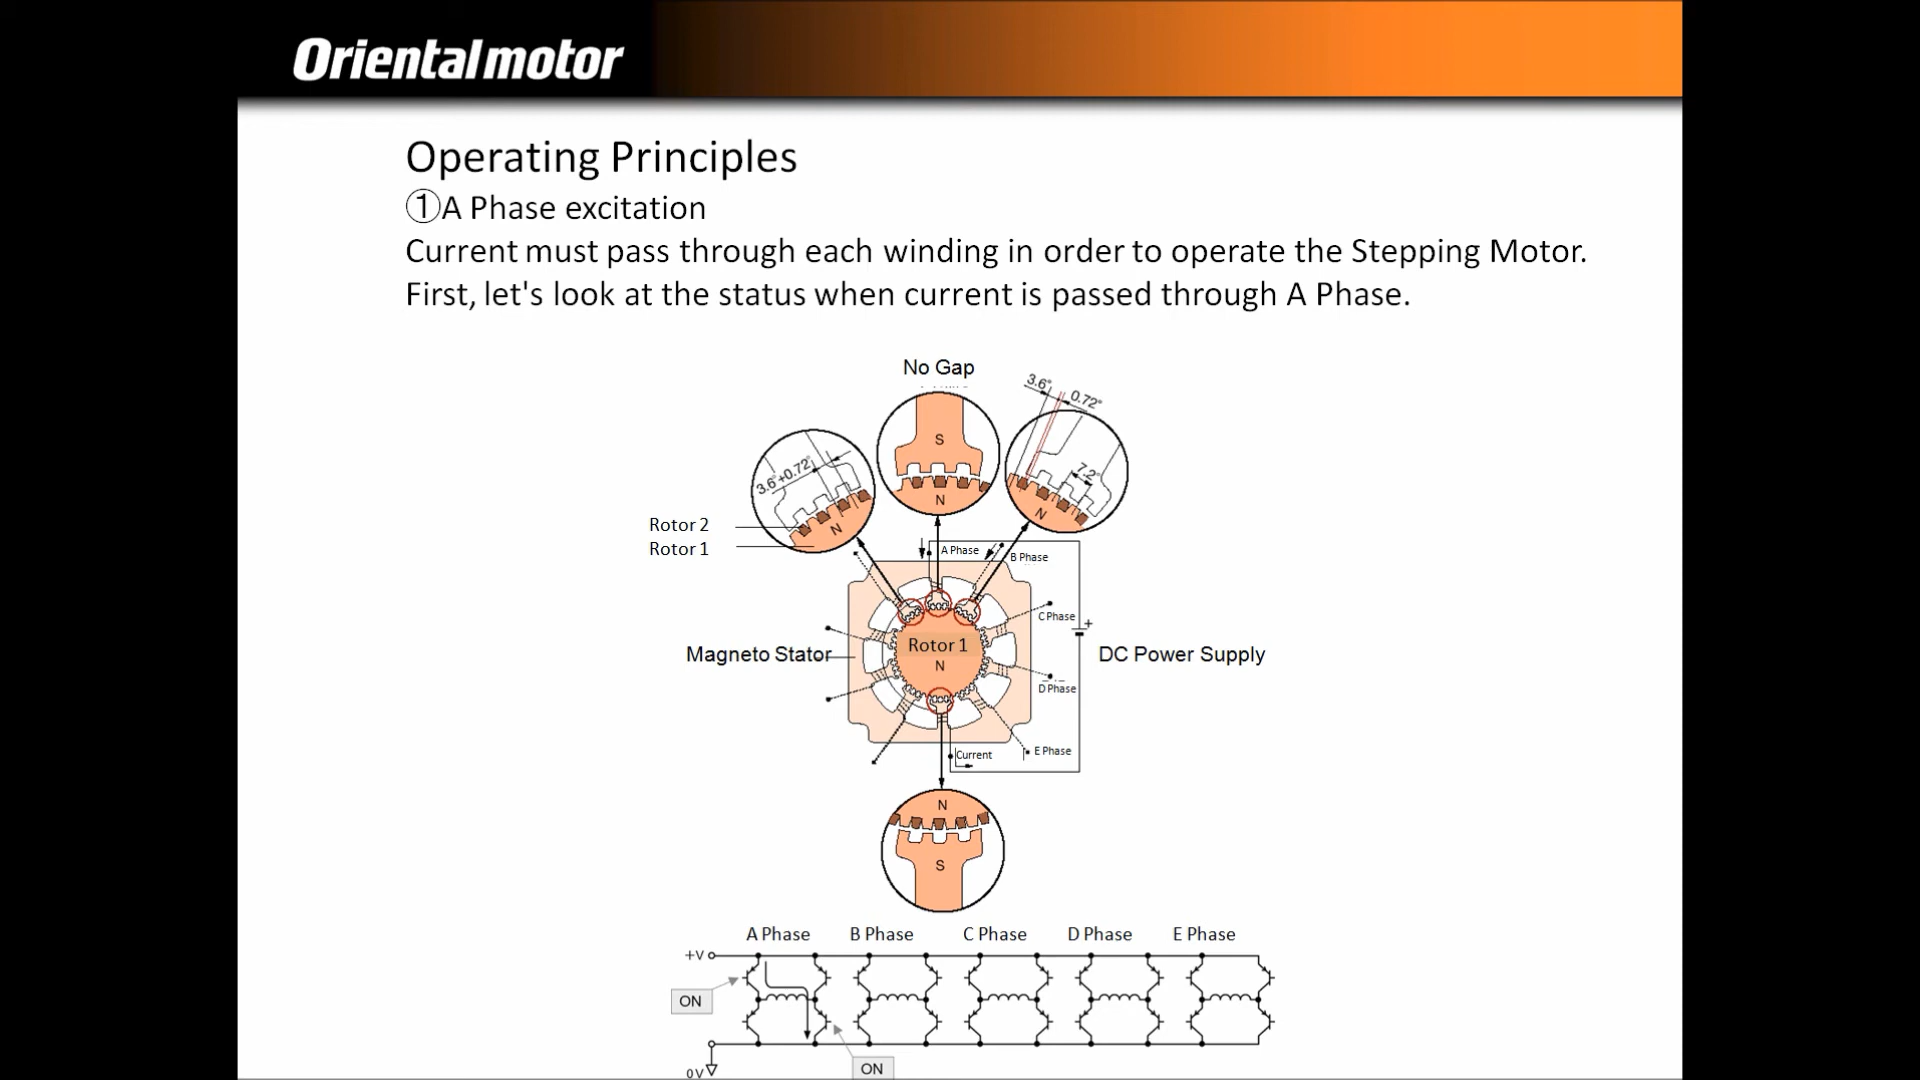 Orientalmotor
Operating Principles
①A Phase excitation
Current must pass through each winding in order to operate the Stepping Motor.
First, let's look at the status when current is passed through A Phase.
No Gap
3.6°
0.72°
S
N
3.6°+0.72°
N
7.2°
N
Rotor 2
Rotor 1
A Phase
B Phase
C Phase
+
Rotor 1
N
Magneto Stator
DC Power Supply
D Phase
E Phase
Current
N
S
A Phase B Phase C Phase D Phase E Phase
+V
ON
ON
0V